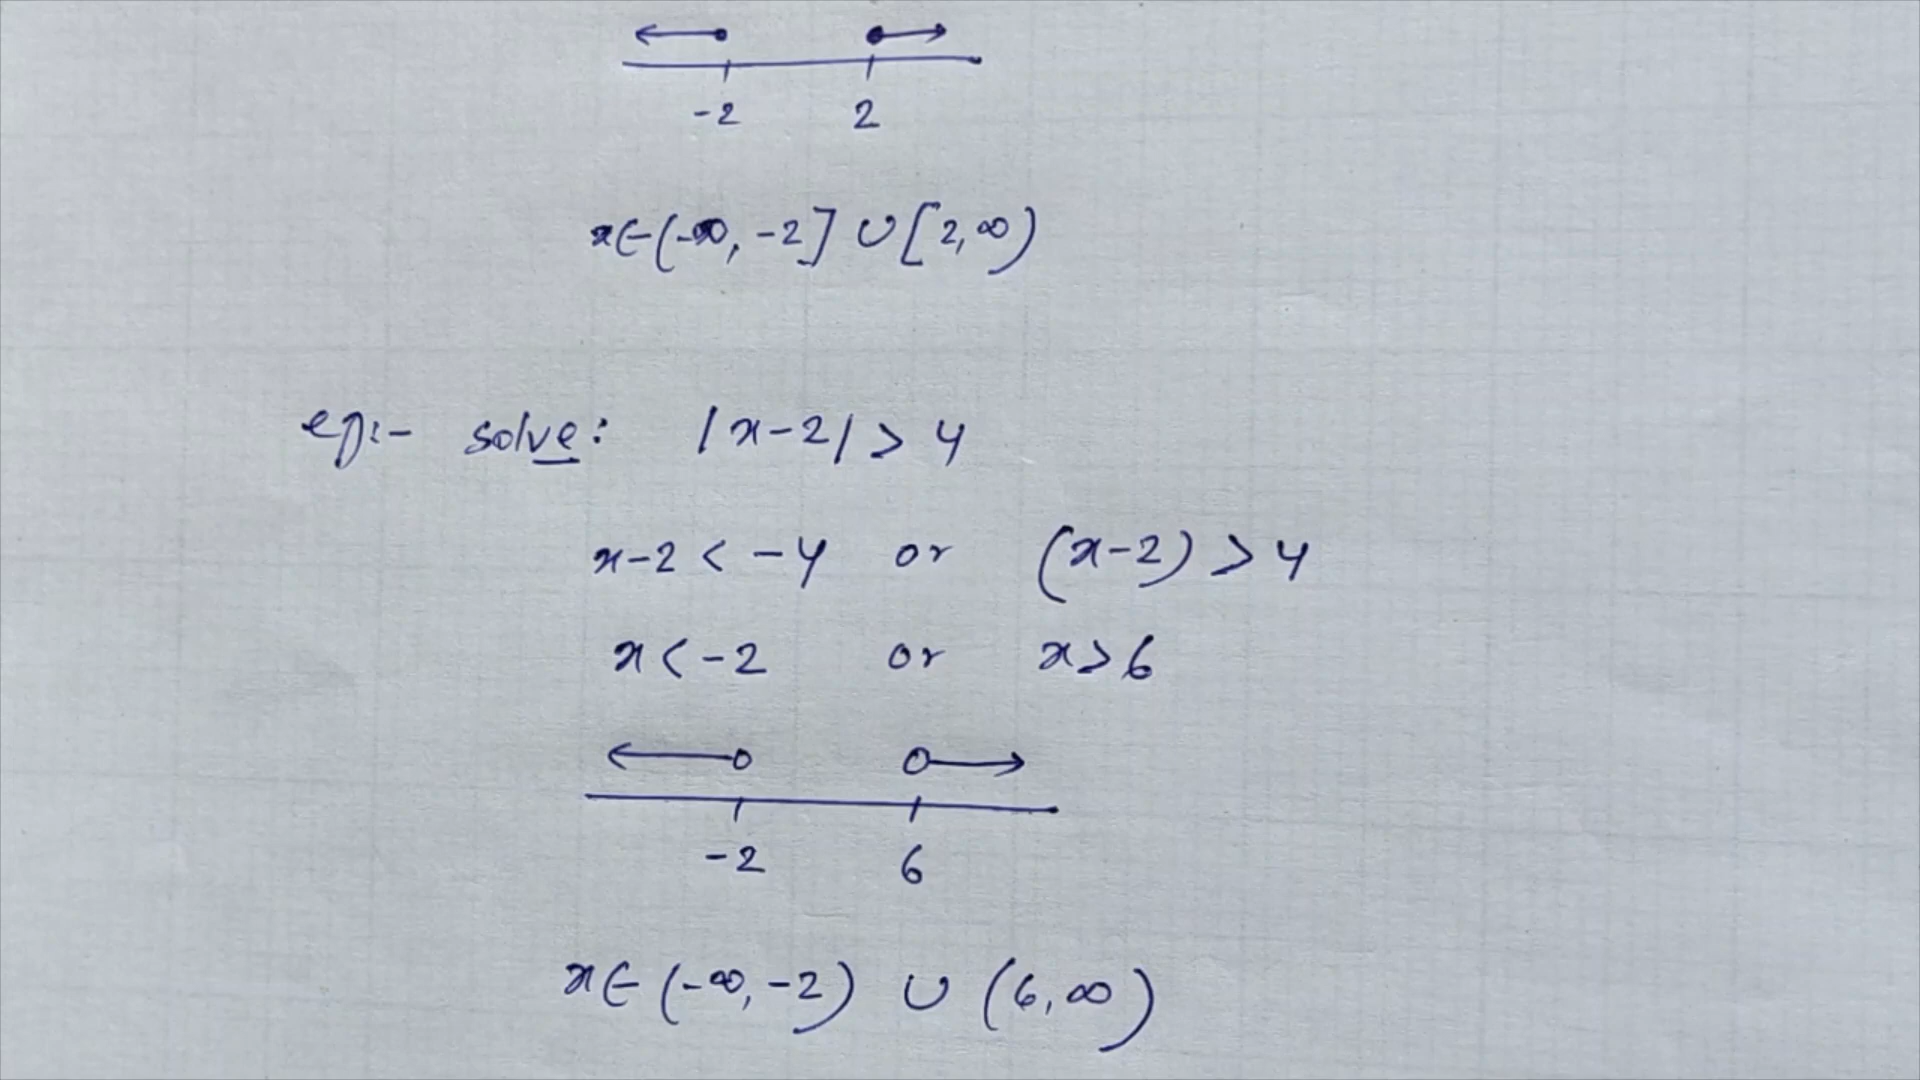 -2 2
x∈(-∞, -2] ∪ [2, ∞)
eg:- solve: |x-2| > 4
x-2 < -4 or (x-2) > 4
x < -2 or x > 6
-2 6
x∈ (-∞, -2) ∪ (6, ∞)